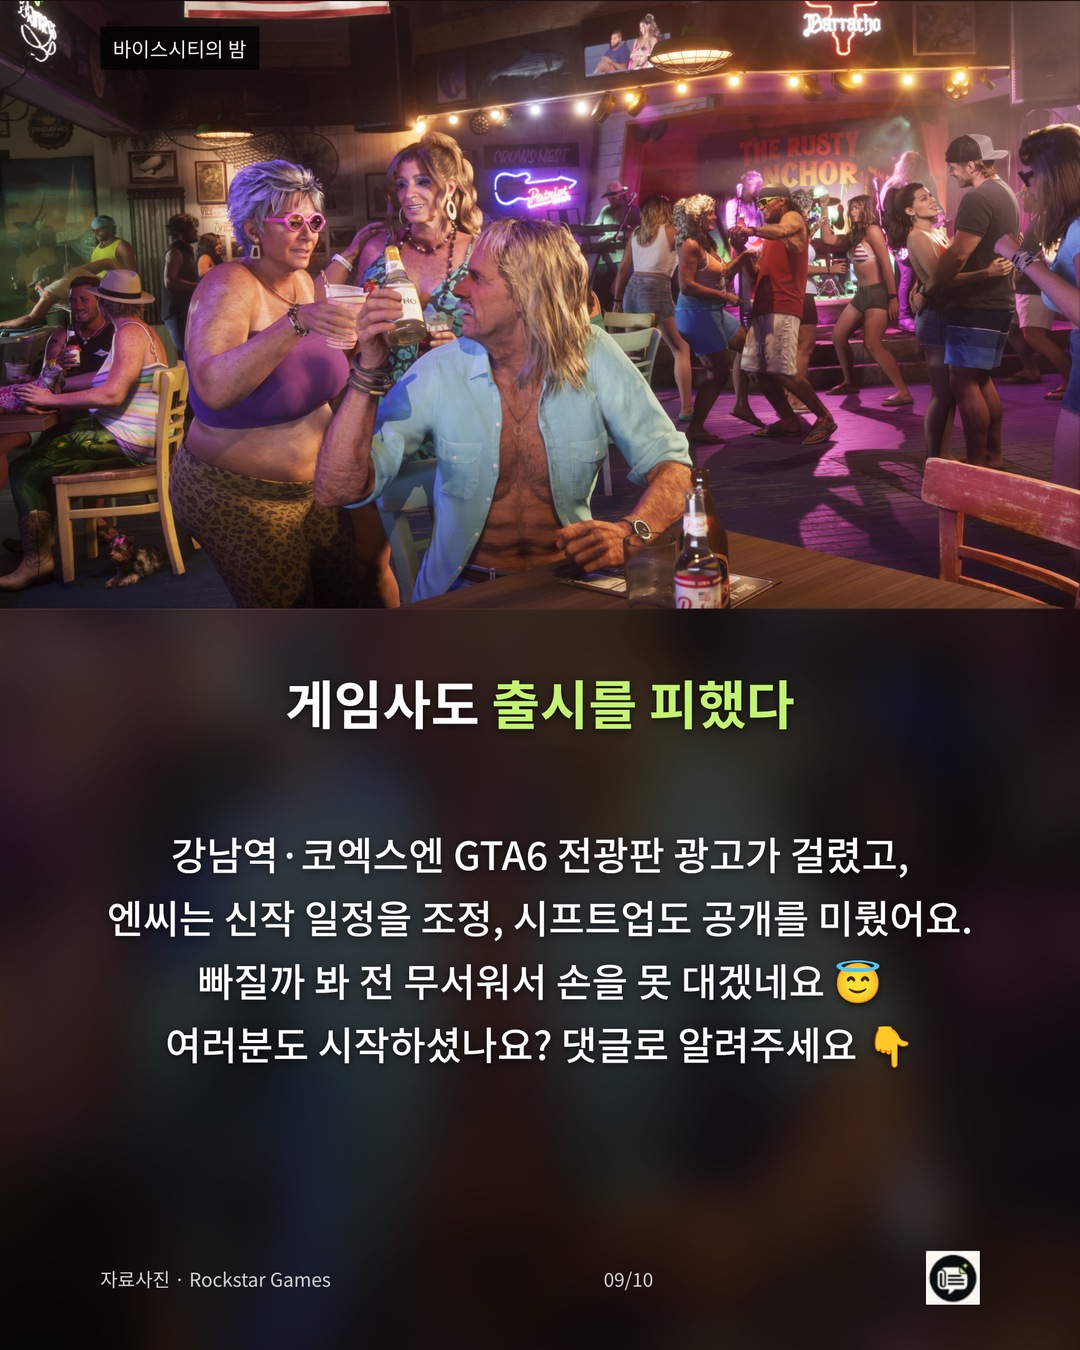 바이스시티의 밤
Barracho
CROWS NEST
Patriot
THE RUSTY
NCHOR
HO
게임사도 출시를 피했다
강남역·코엑스엔 GTA6 전광판 광고가 걸렸고,
엔씨는 신작 일정을 조정, 시프트업도 공개를 미뤘어요.
빠질까 봐 전 무서워서 손을 못 대겠네요 😇
여러분도 시작하셨나요? 댓글로 알려주세요 👇
자료사진 · Rockstar Games
09/10